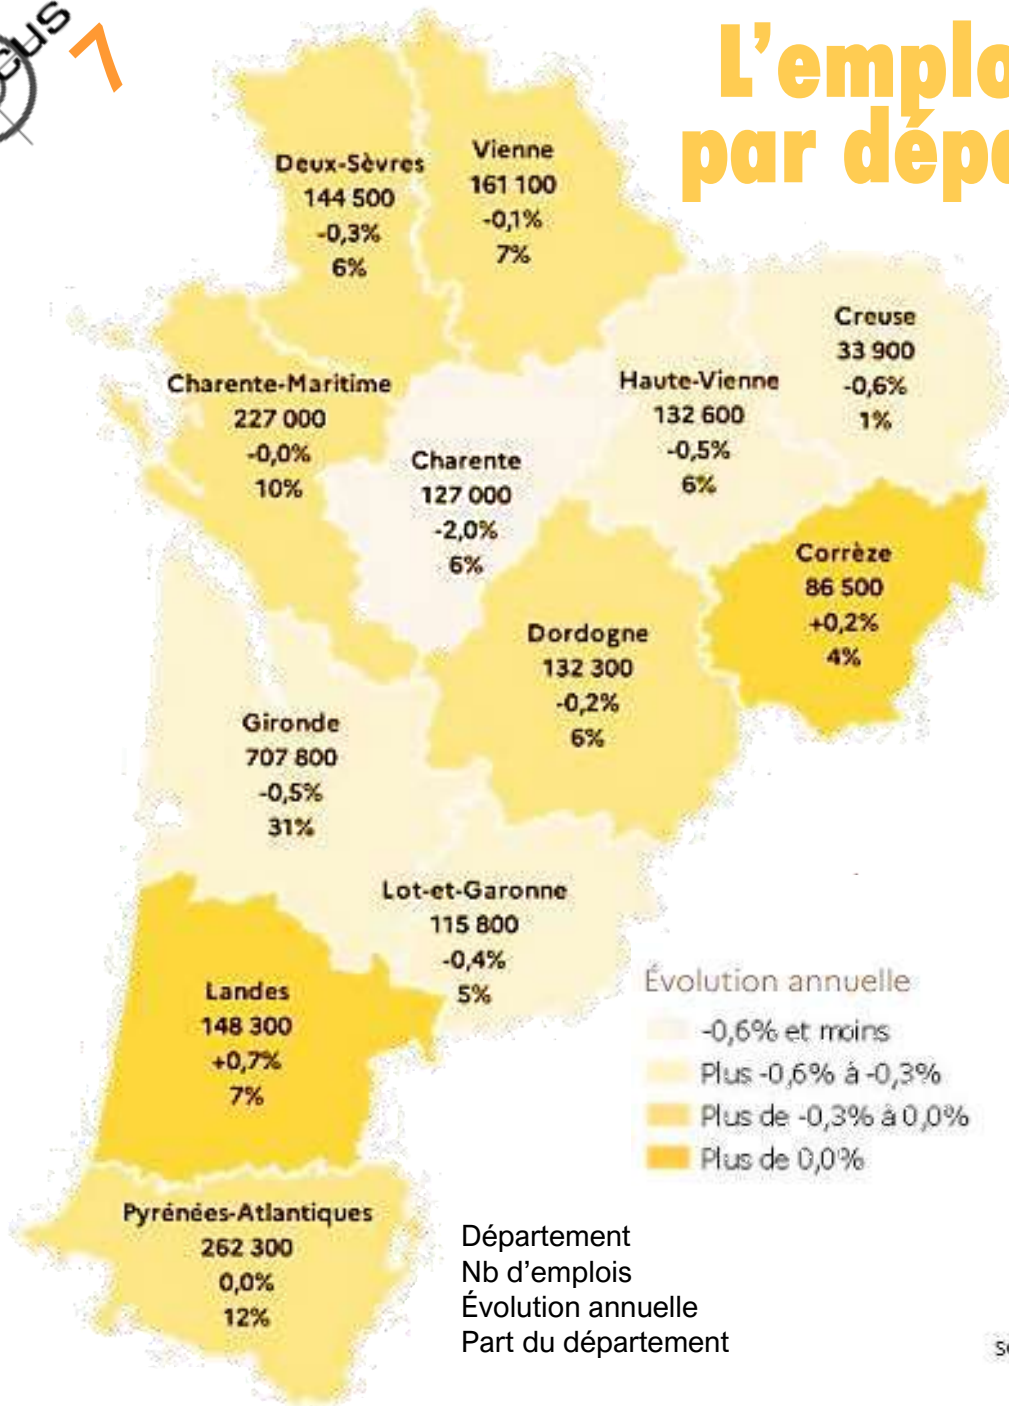 7
L'emplo
par dépa
Deux-Sèvres
144 500
-0,3%
6%
Vienne
161 100
-0,1%
7%
Creuse
33 900
-0,6%
1%
Haute-Vienne
132 600
-0,5%
6%
Charente-Maritime
227 000
-0,0%
10%
Charente
127 000
-2,0%
6%
Corrèze
86 500
+0,2%
4%
Dordogne
132 300
-0,2%
6%
Gironde
707 800
-0,5%
31%
Lot-et-Garonne
115 800
-0,4%
5%
Landes
148 300
+0,7%
7%
Pyrénées-Atlantiques
262 300
0,0%
12%
Évolution annuelle
-0,6% et moins
Plus -0,6% à -0,3%
Plus de -0,3% à 0,0%
Plus de 0,0%
Département
Nb d'emplois
Évolution annuelle
Part du département